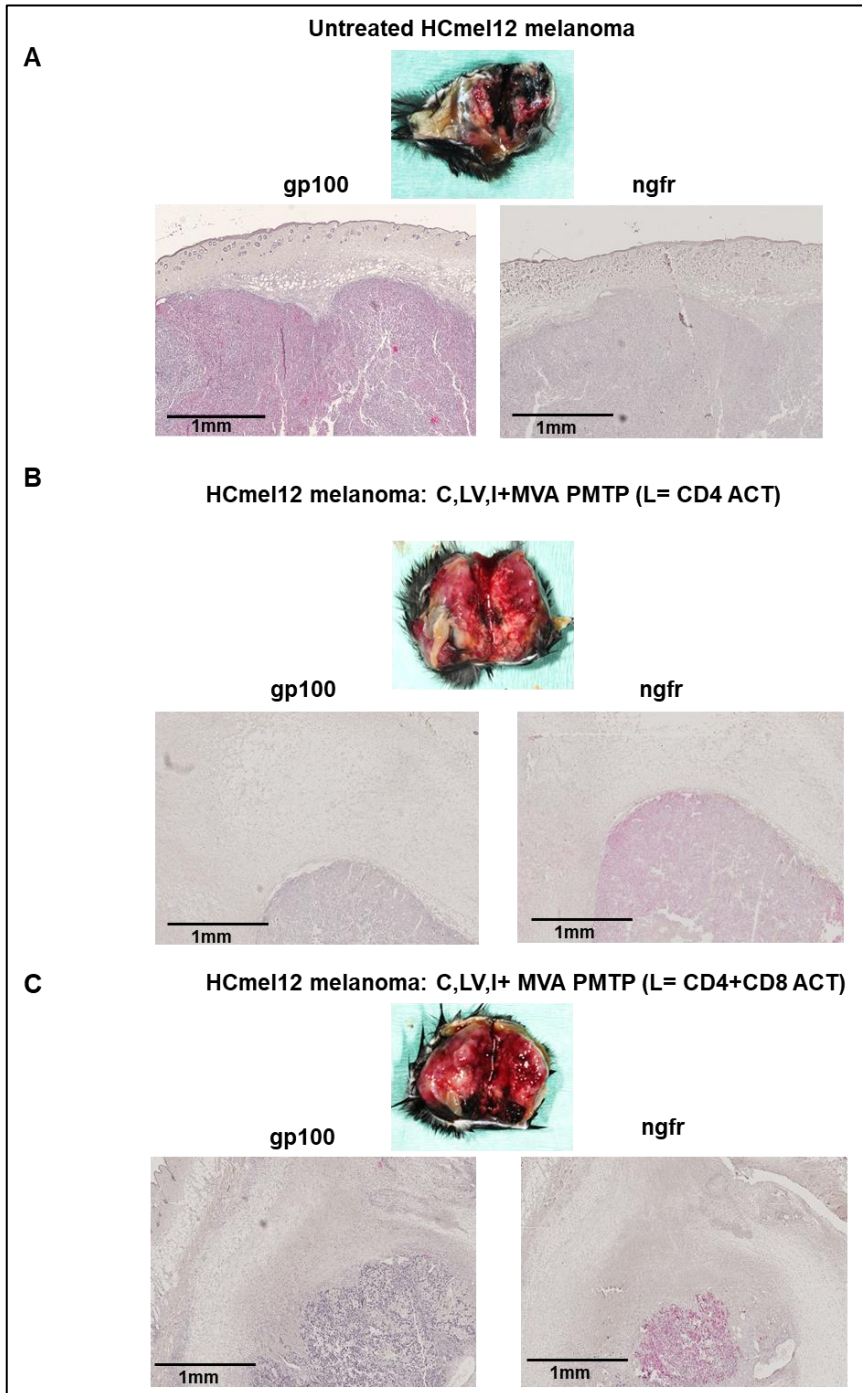 Untreated HCmel12 melanoma
A
gp100
ngfr
1mm
1mm
B
HCmel12 melanoma: C,LV,I+MVA PMTP (L= CD4 ACT)
gp100
ngfr
1mm
1mm
C
HCmel12 melanoma: C,LV,I+ MVA PMTP (L= CD4+CD8 ACT)
gp100
ngfr
1mm
1mm